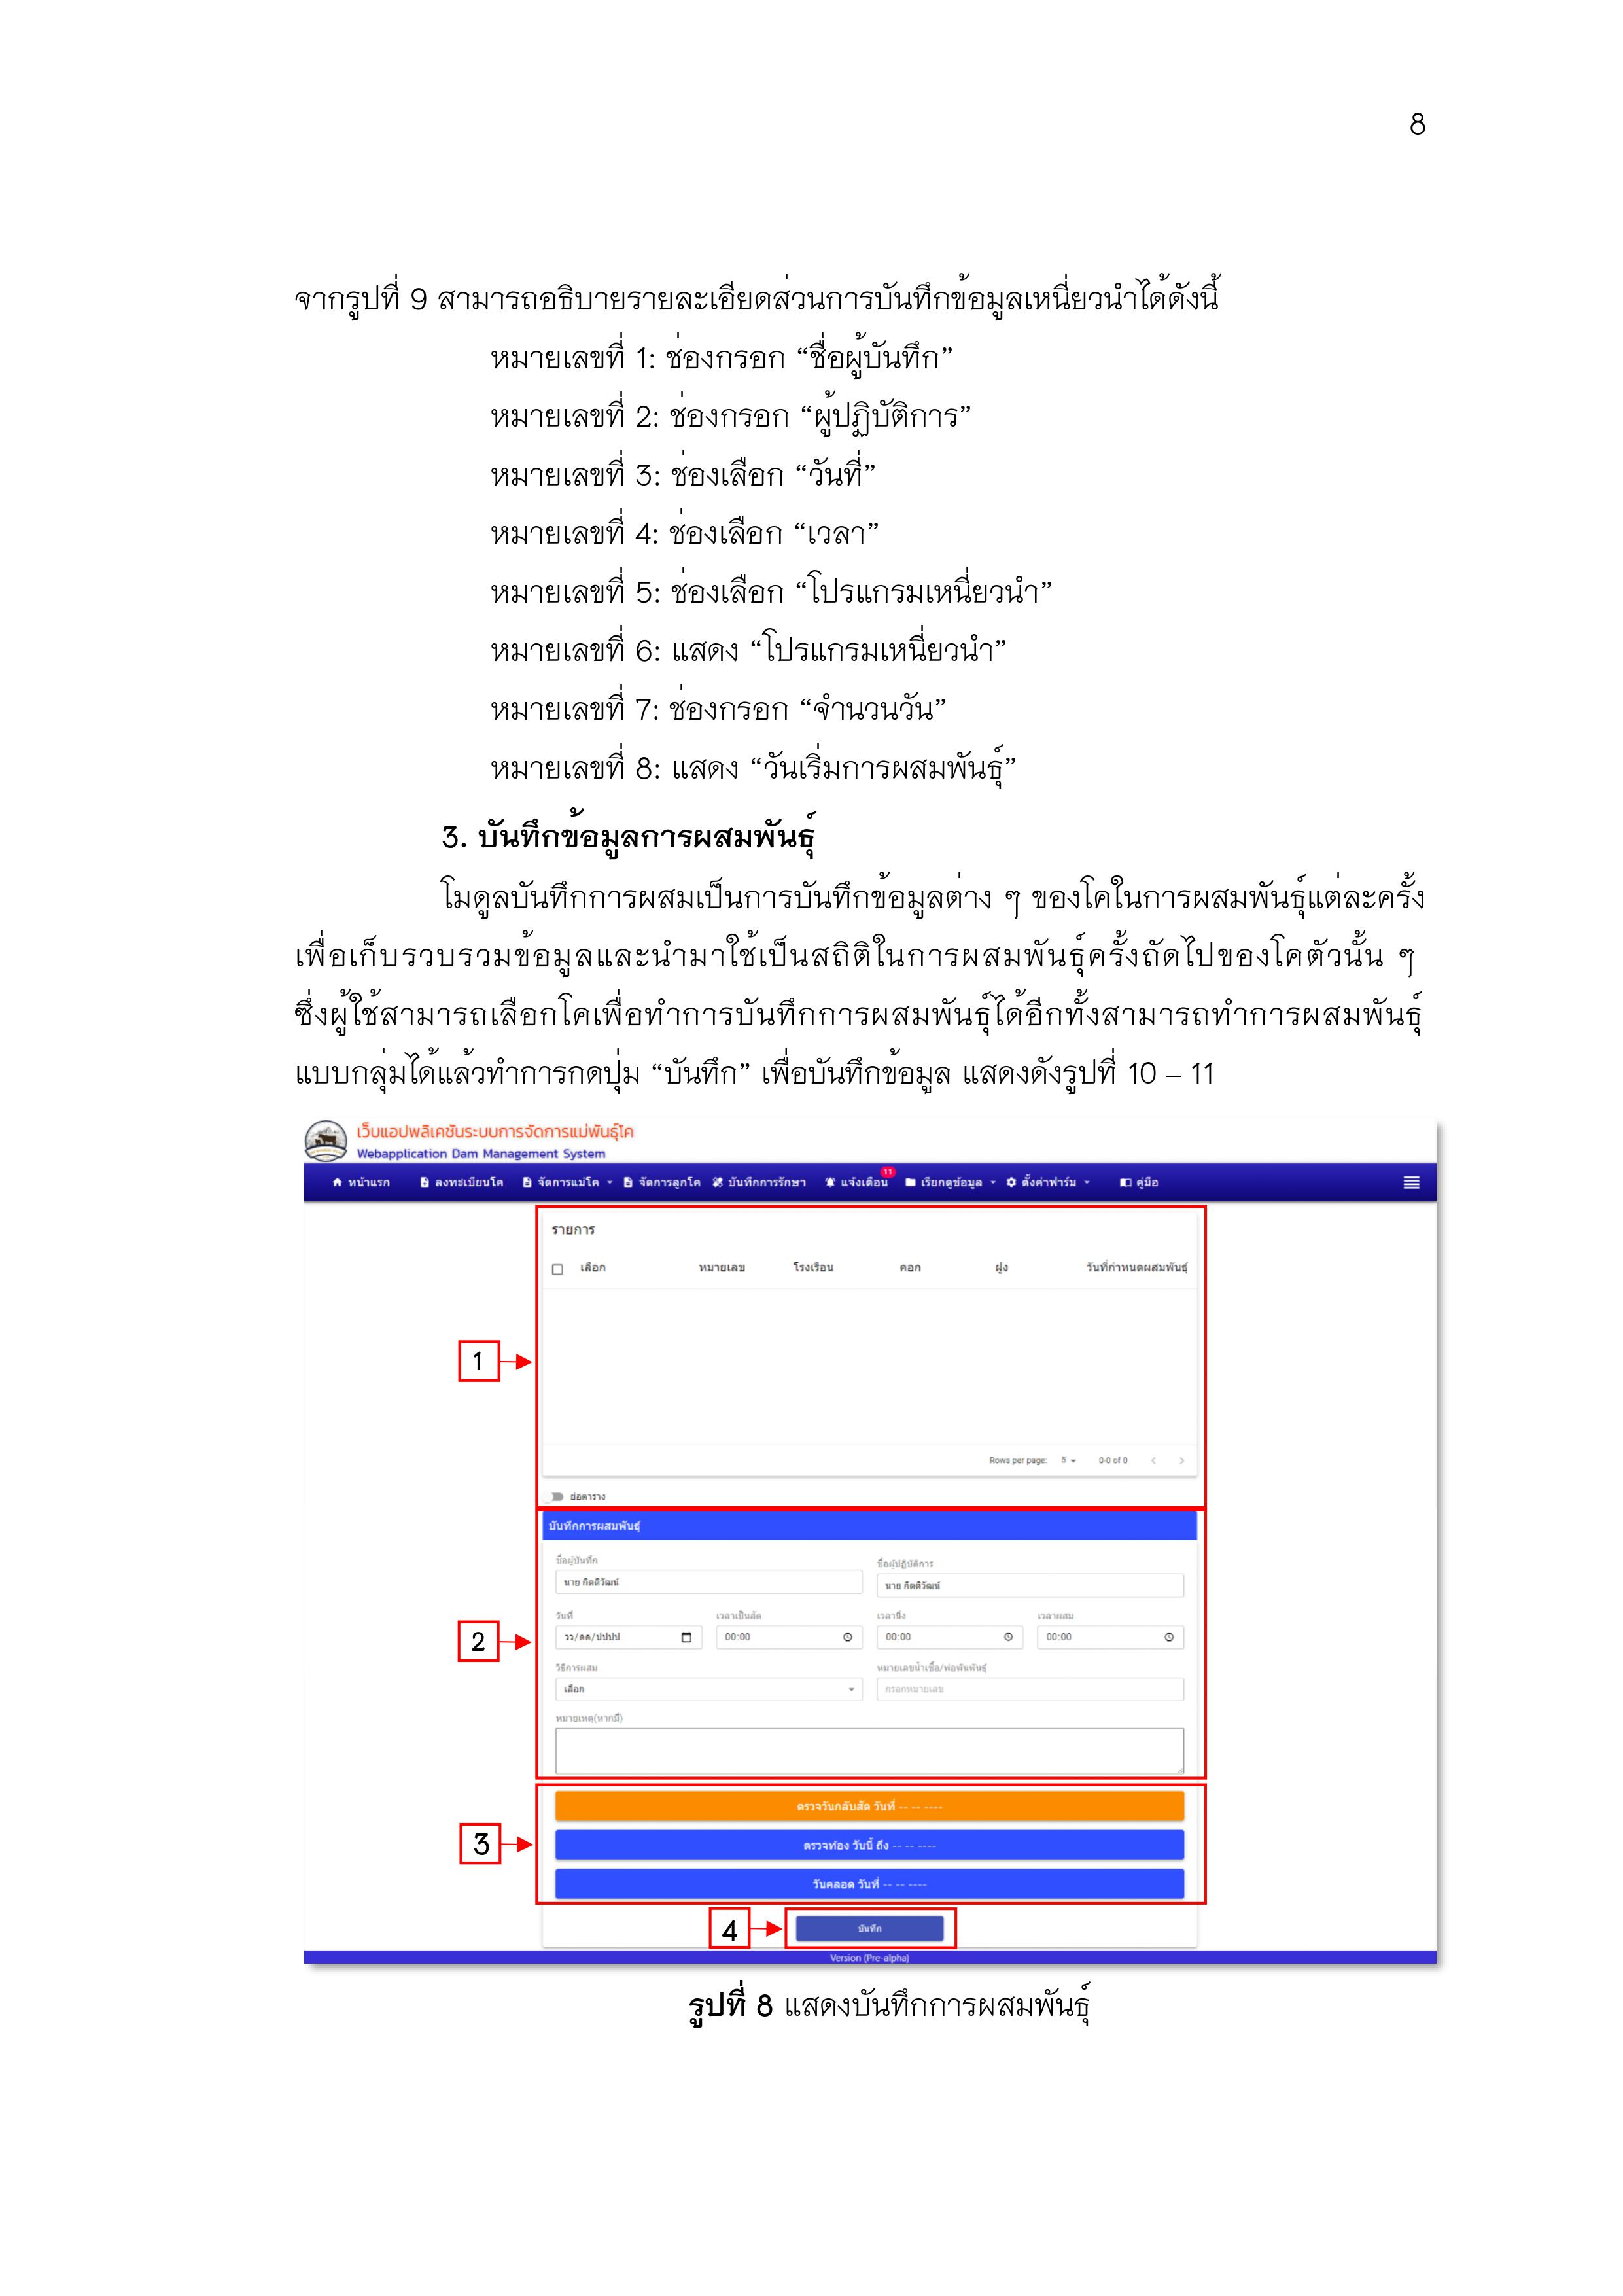 8
จากรูปที่ 9 สามารถอธิบายรายละเอียดส่วนการบันทึกข้อมูลเหนี่ยวนำได้ดังนี้
หมายเลขที่ 1: ช่องกรอก “ชื่อผู้บันทึก”
หมายเลขที่ 2: ช่องกรอก “ผู้ปฏิบัติการ”
หมายเลขที่ 3: ช่องเลือก “วันที่”
หมายเลขที่ 4: ช่องเลือก “เวลา”
หมายเลขที่ 5: ช่องเลือก “โปรแกรมเหนี่ยวนำ”
หมายเลขที่ 6: แสดง “โปรแกรมเหนี่ยวนำ”
หมายเลขที่ 7: ช่องกรอก “จำนวนวัน”
หมายเลขที่ 8: แสดง “วันเริ่มการผสมพันธุ์”
3. บันทึกข้อมูลการผสมพันธุ์
โมดูลบันทึกการผสมเป็นการบันทึกข้อมูลต่าง ๆ ของโคในการผสมพันธุ์แต่ละครั้ง
เพื่อเก็บรวบรวมข้อมูลและนำมาใช้เป็นสถิติในการผสมพันธุ์ครั้งถัดไปของโคตัวนั้น ๆ
ซึ่งผู้ใช้สามารถเลือกโคเพื่อทำการบันทึกการผสมพันธุ์ได้อีกทั้งสามารถทำการผสมพันธุ์
แบบกลุ่มได้แล้วทำการกดปุ่ม “บันทึก” เพื่อบันทึกข้อมูล แสดงดังรูปที่ 10 – 11
เว็บแอปพลิเคชันระบบการจัดการแม่พันธุ์โค
Webapplication Dam Management System
หน้าแรก ลงทะเบียนโค จัดการแม่โค จัดการลูกโค บันทึกการรักษา แจ้งเตือน 11 เรียกดูข้อมูล ตั้งค่าฟาร์ม คู่มือ
รายการ
เลือก หมายเลข โรงเรือน คอก ฝูง วันที่กำหนดผสมพันธุ์
1
Rows per page: 5 0-0 of 0
ย่อตาราง
บันทึกการผสมพันธุ์
ชื่อผู้บันทึก ชื่อผู้ปฏิบัติการ
นาย กิตติวัฒน์ นาย กิตติวัฒน์
วันที่ เวลาเป็นสัด เวลานิ่ง เวลาผสม
2
วว/ดด/ปปปป 00:00 00:00 00:00
วิธีการผสม หมายเลขน้ำเชื้อ/พ่อพันพันธุ์
เลือก กรอกหมายเลข
หมายเหตุ(หากมี)
ตรวจวันกลับสัด วันที่ -- -- ----
3
ตรวจท้อง วันนี้ ถึง -- -- ----
วันคลอด วันที่ -- -- ----
4
บันทึก
Version (Pre-alpha)
รูปที่ 8 แสดงบันทึกการผสมพันธุ์